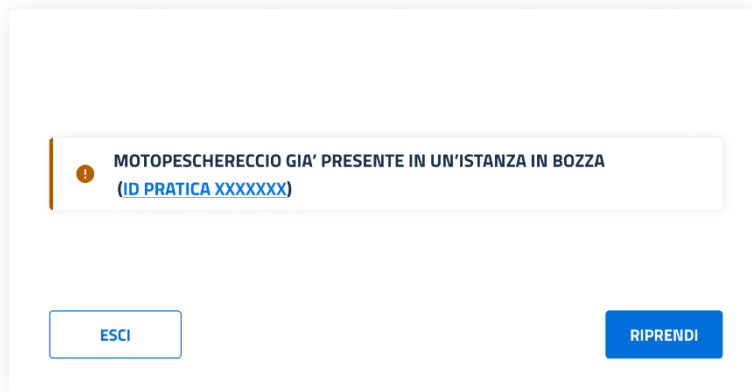 MOTOPESCHERECCIO GIA’ PRESENTE IN UN’ISTANZA IN BOZZA
(ID PRATICA XXXXXXX)
ESCI
RIPRENDI